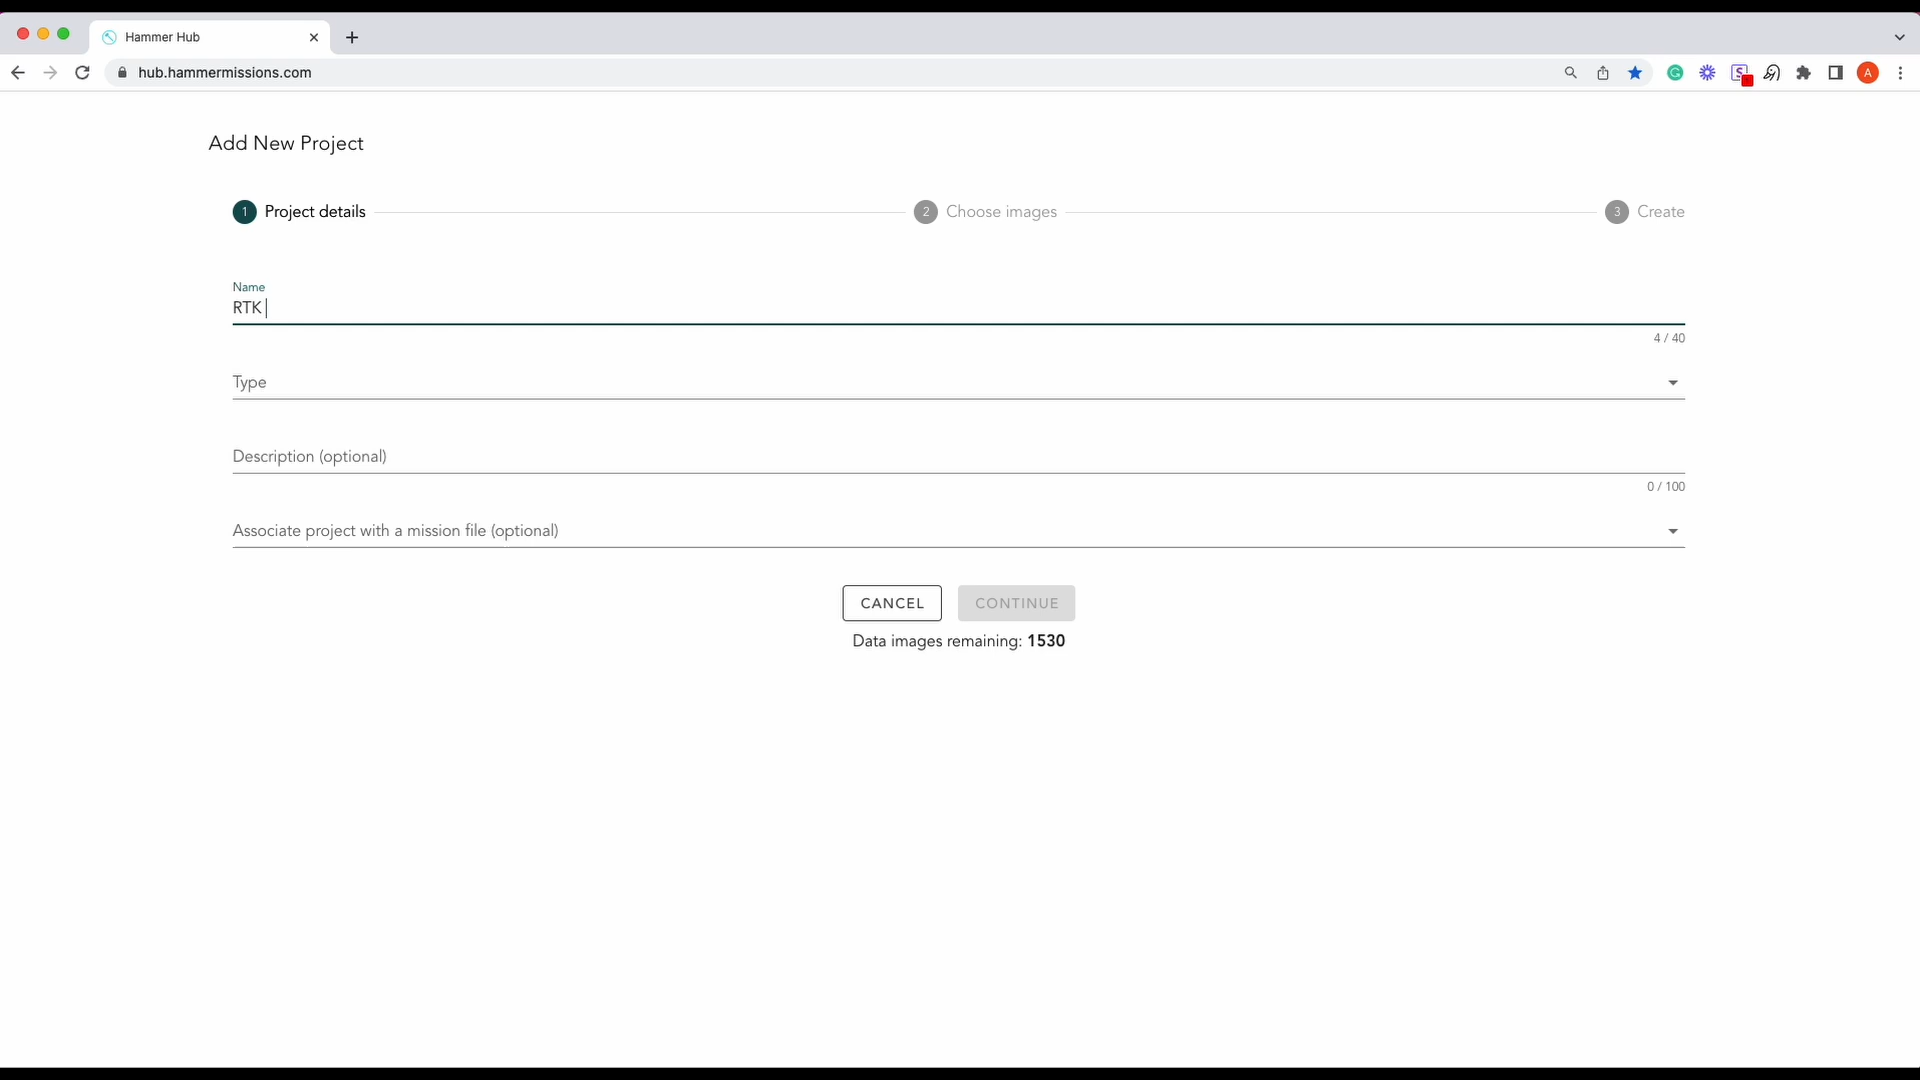 Hammer Hub
hub.hammermissions.com
A
Add New Project
1 Project details
2 Choose images
3 Create
Name
RTK
4 / 40
Type
Description (optional)
0 / 100
Associate project with a mission file (optional)
CANCEL
CONTINUE
Data images remaining: 1530